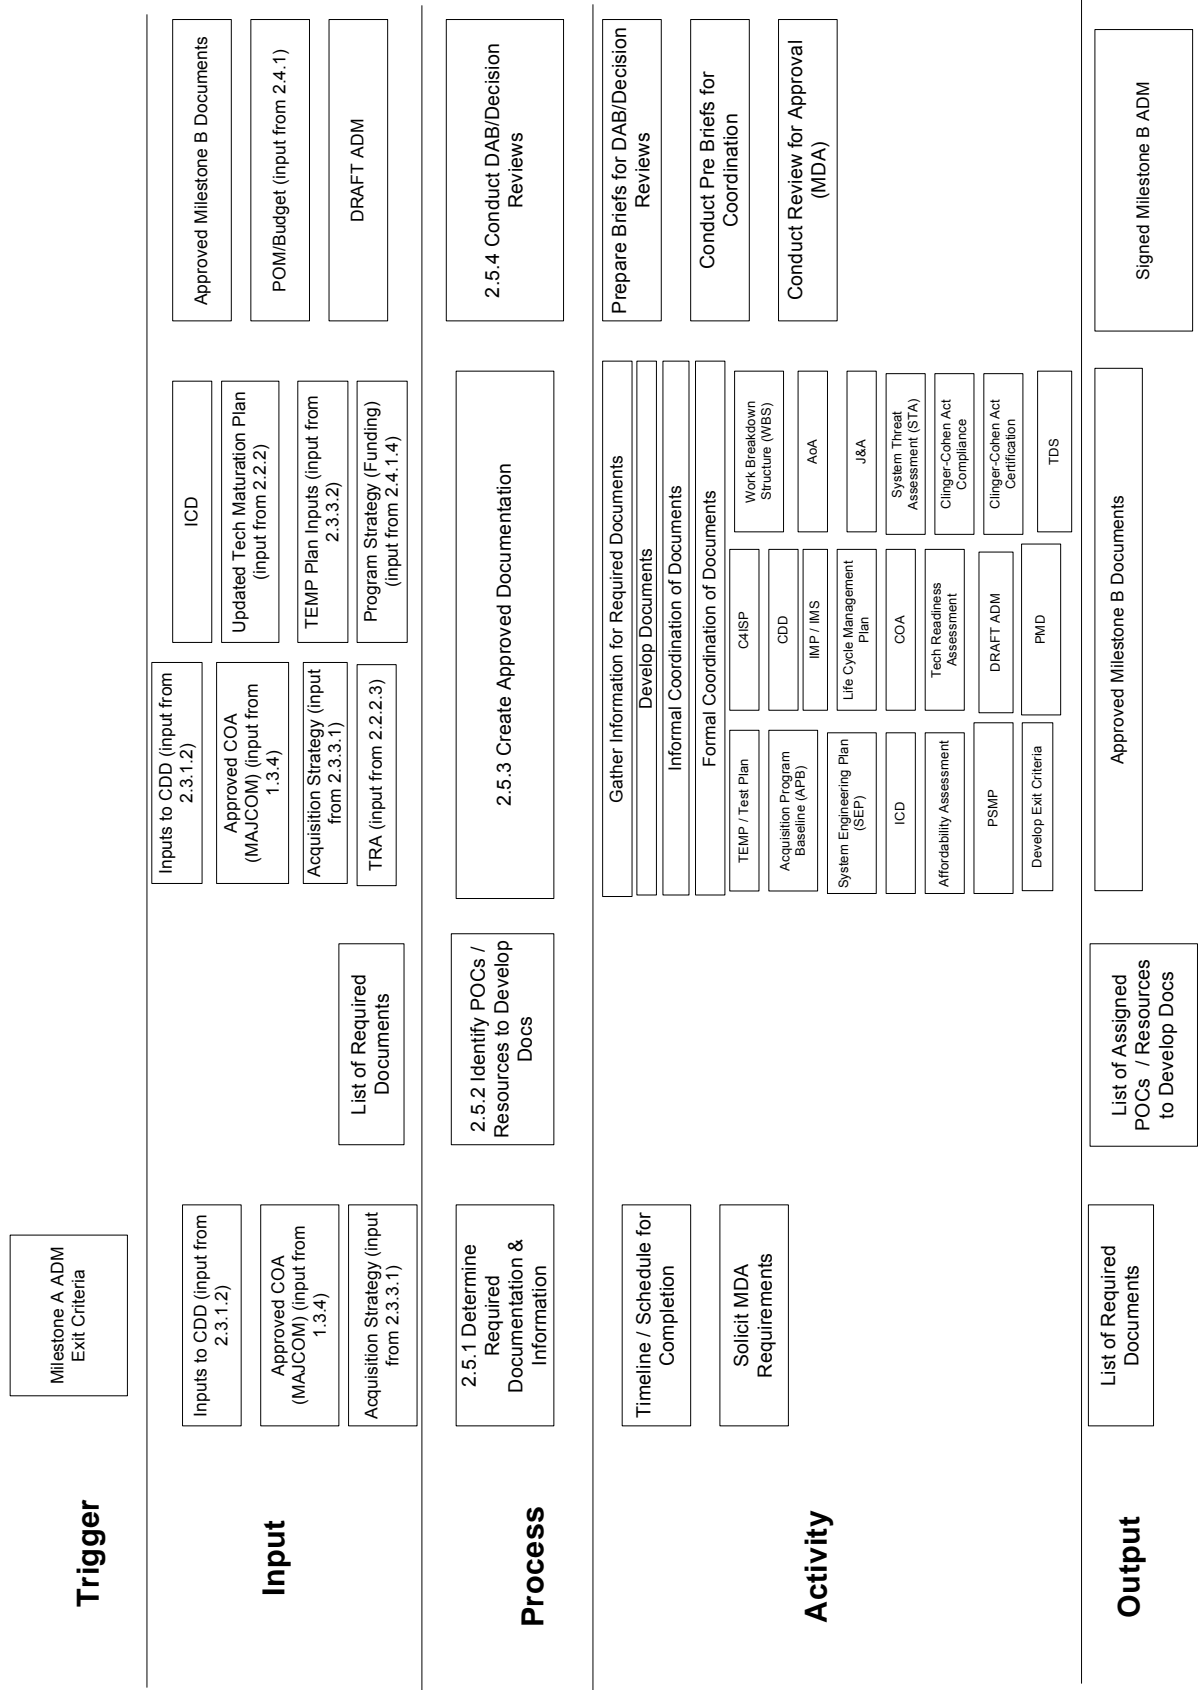 Trigger
Milestone A ADM
Exit Criteria
Input
Inputs to CDD (input from
2.3.1.2)
Approved COA
(MAJCOM) (input from
1.3.4)
Acquisition Strategy (input
from 2.3.3.1)
List of Required
Documents
Inputs to CDD (input from
2.3.1.2)
Approved COA
(MAJCOM) (input from
1.3.4)
Acquisition Strategy (input
from 2.3.3.1)
TRA (input from 2.2.2.3)
ICD
Updated Tech Maturation Plan
(input from 2.2.2)
TEMP Plan Inputs (input from
2.3.3.2)
Program Strategy (Funding)
(input from 2.4.1.4)
Approved Milestone B Documents
POM/Budget (input from 2.4.1)
DRAFT ADM
Process
2.5.1 Determine
Required
Documentation &
Information
2.5.2 Identify POCs /
Resources to Develop
Docs
2.5.3 Create Approved Documentation
2.5.4 Conduct DAB/Decision
Reviews
Activity
Timeline / Schedule for
Completion
Solicit MDA
Requirements
Gather Information for Required Documents
Develop Documents
Informal Coordination of Documents
Formal Coordination of Documents
TEMP / Test Plan
Acquisition Program
Baseline (APB)
System Engineering Plan
(SEP)
ICD
Affordability Assessment
PSMP
Develop Exit Criteria
C4ISP
CDD
IMP / IMS
Life Cycle Management
Plan
COA
Tech Readiness
Assessment
DRAFT ADM
PMD
Work Breakdown
Structure (WBS)
AoA
J&A
System Threat
Assessment (STA)
Clinger-Cohen Act
Compliance
Clinger-Cohen Act
Certification
TDS
Prepare Briefs for DAB/Decision
Reviews
Conduct Pre Briefs for
Coordination
Conduct Review for Approval
(MDA)
Output
List of Required
Documents
List of Assigned
POCs / Resources
to Develop Docs
Approved Milestone B Documents
Signed Milestone B ADM